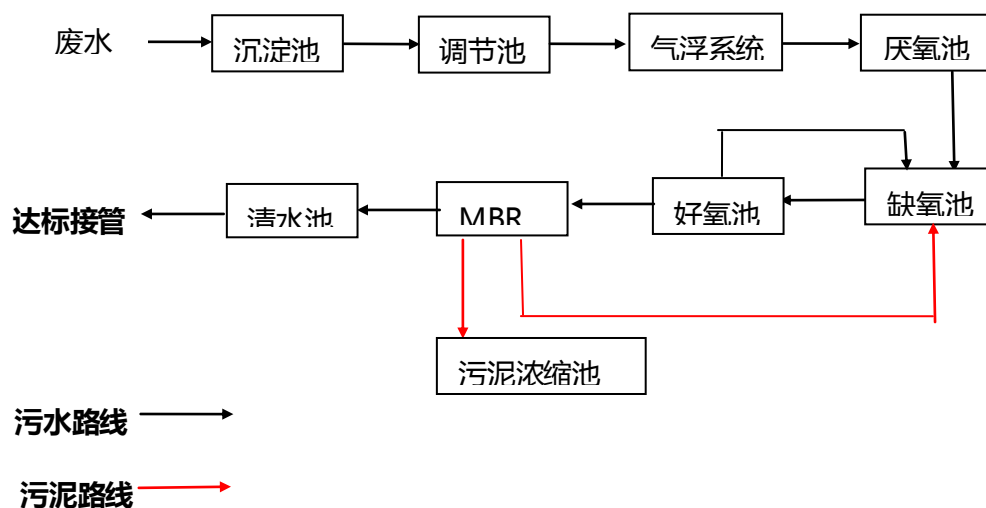 废水
沉淀池
调节池
气浮系统
厌氧池
达标接管
清水池
MBR
好氧池
缺氧池
污泥浓缩池
污水路线
污泥路线